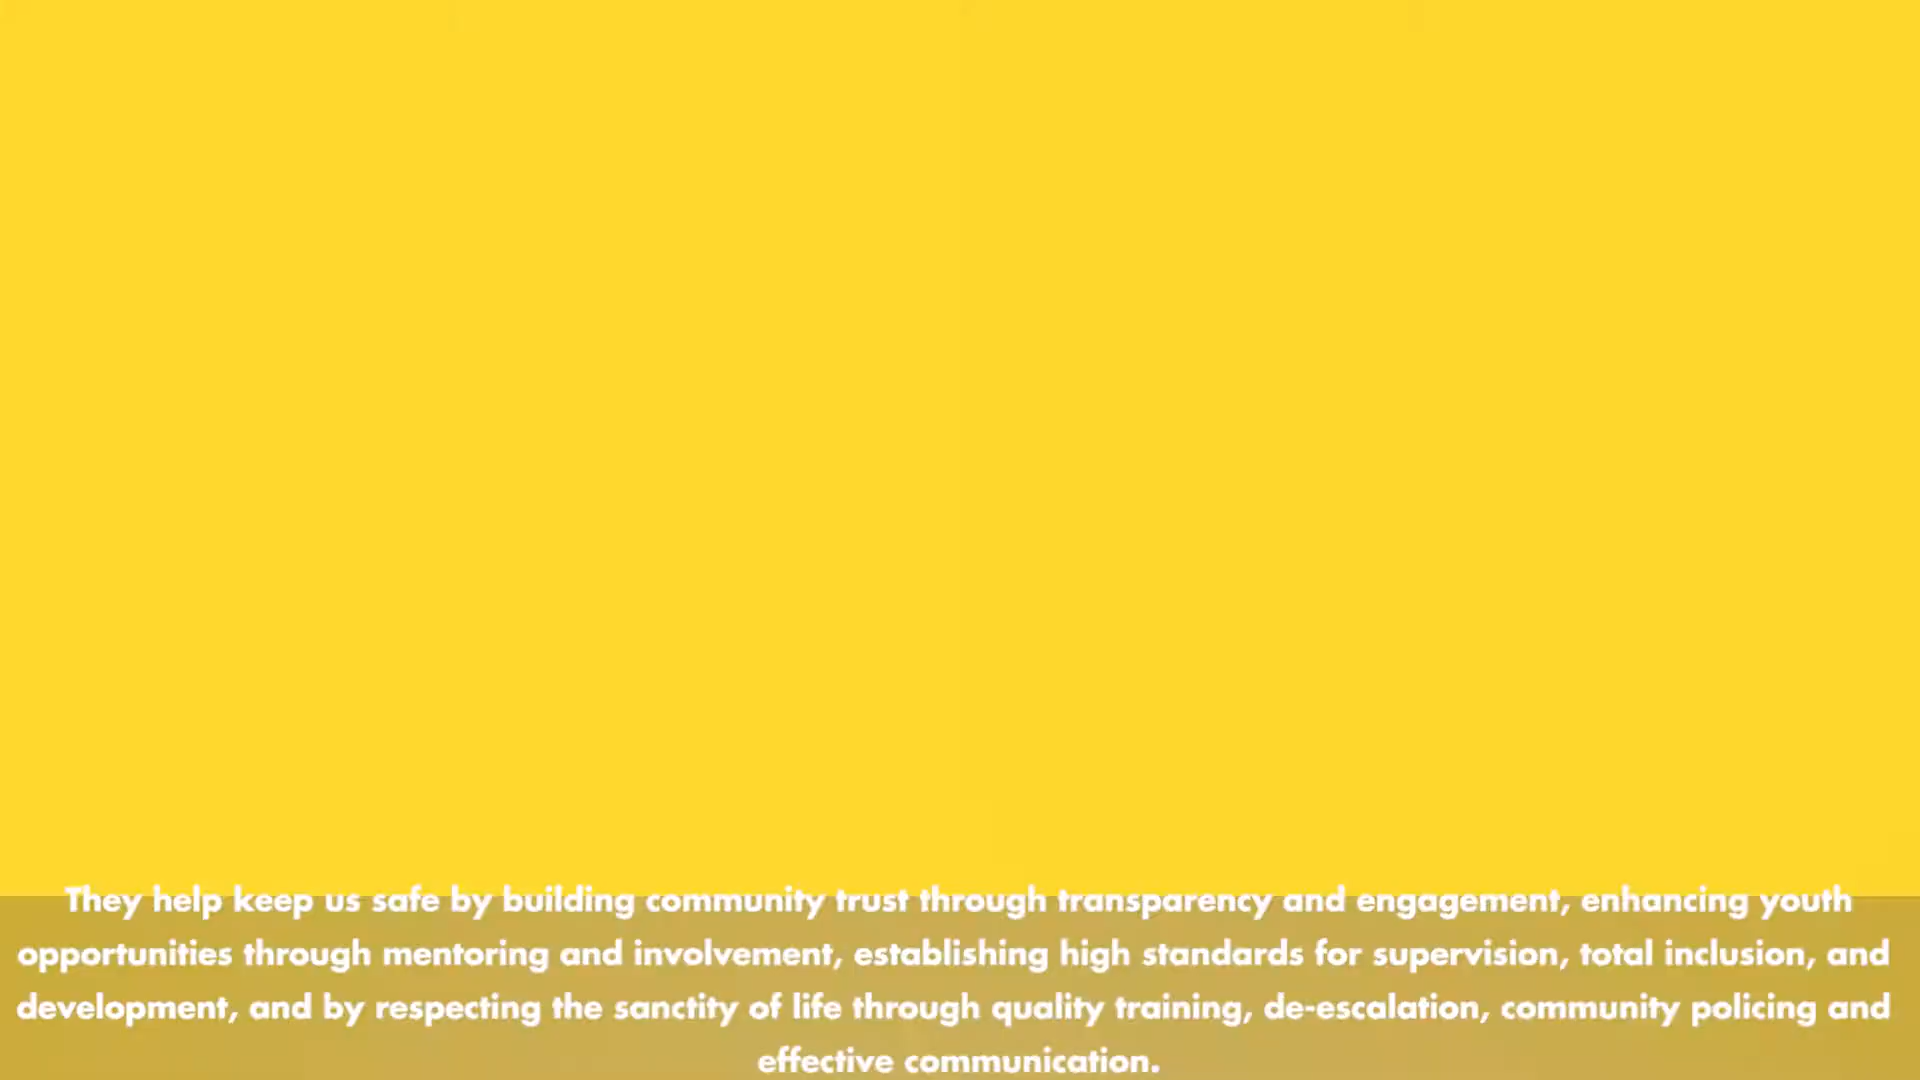 They help keep us safe by building community trust through transparency and engagement, enhancing youth
opportunities through mentoring and involvement, establishing high standards for supervision, total inclusion, and
development, and by respecting the sanctity of life through quality training, de-escalation, community policing and
effective communication.